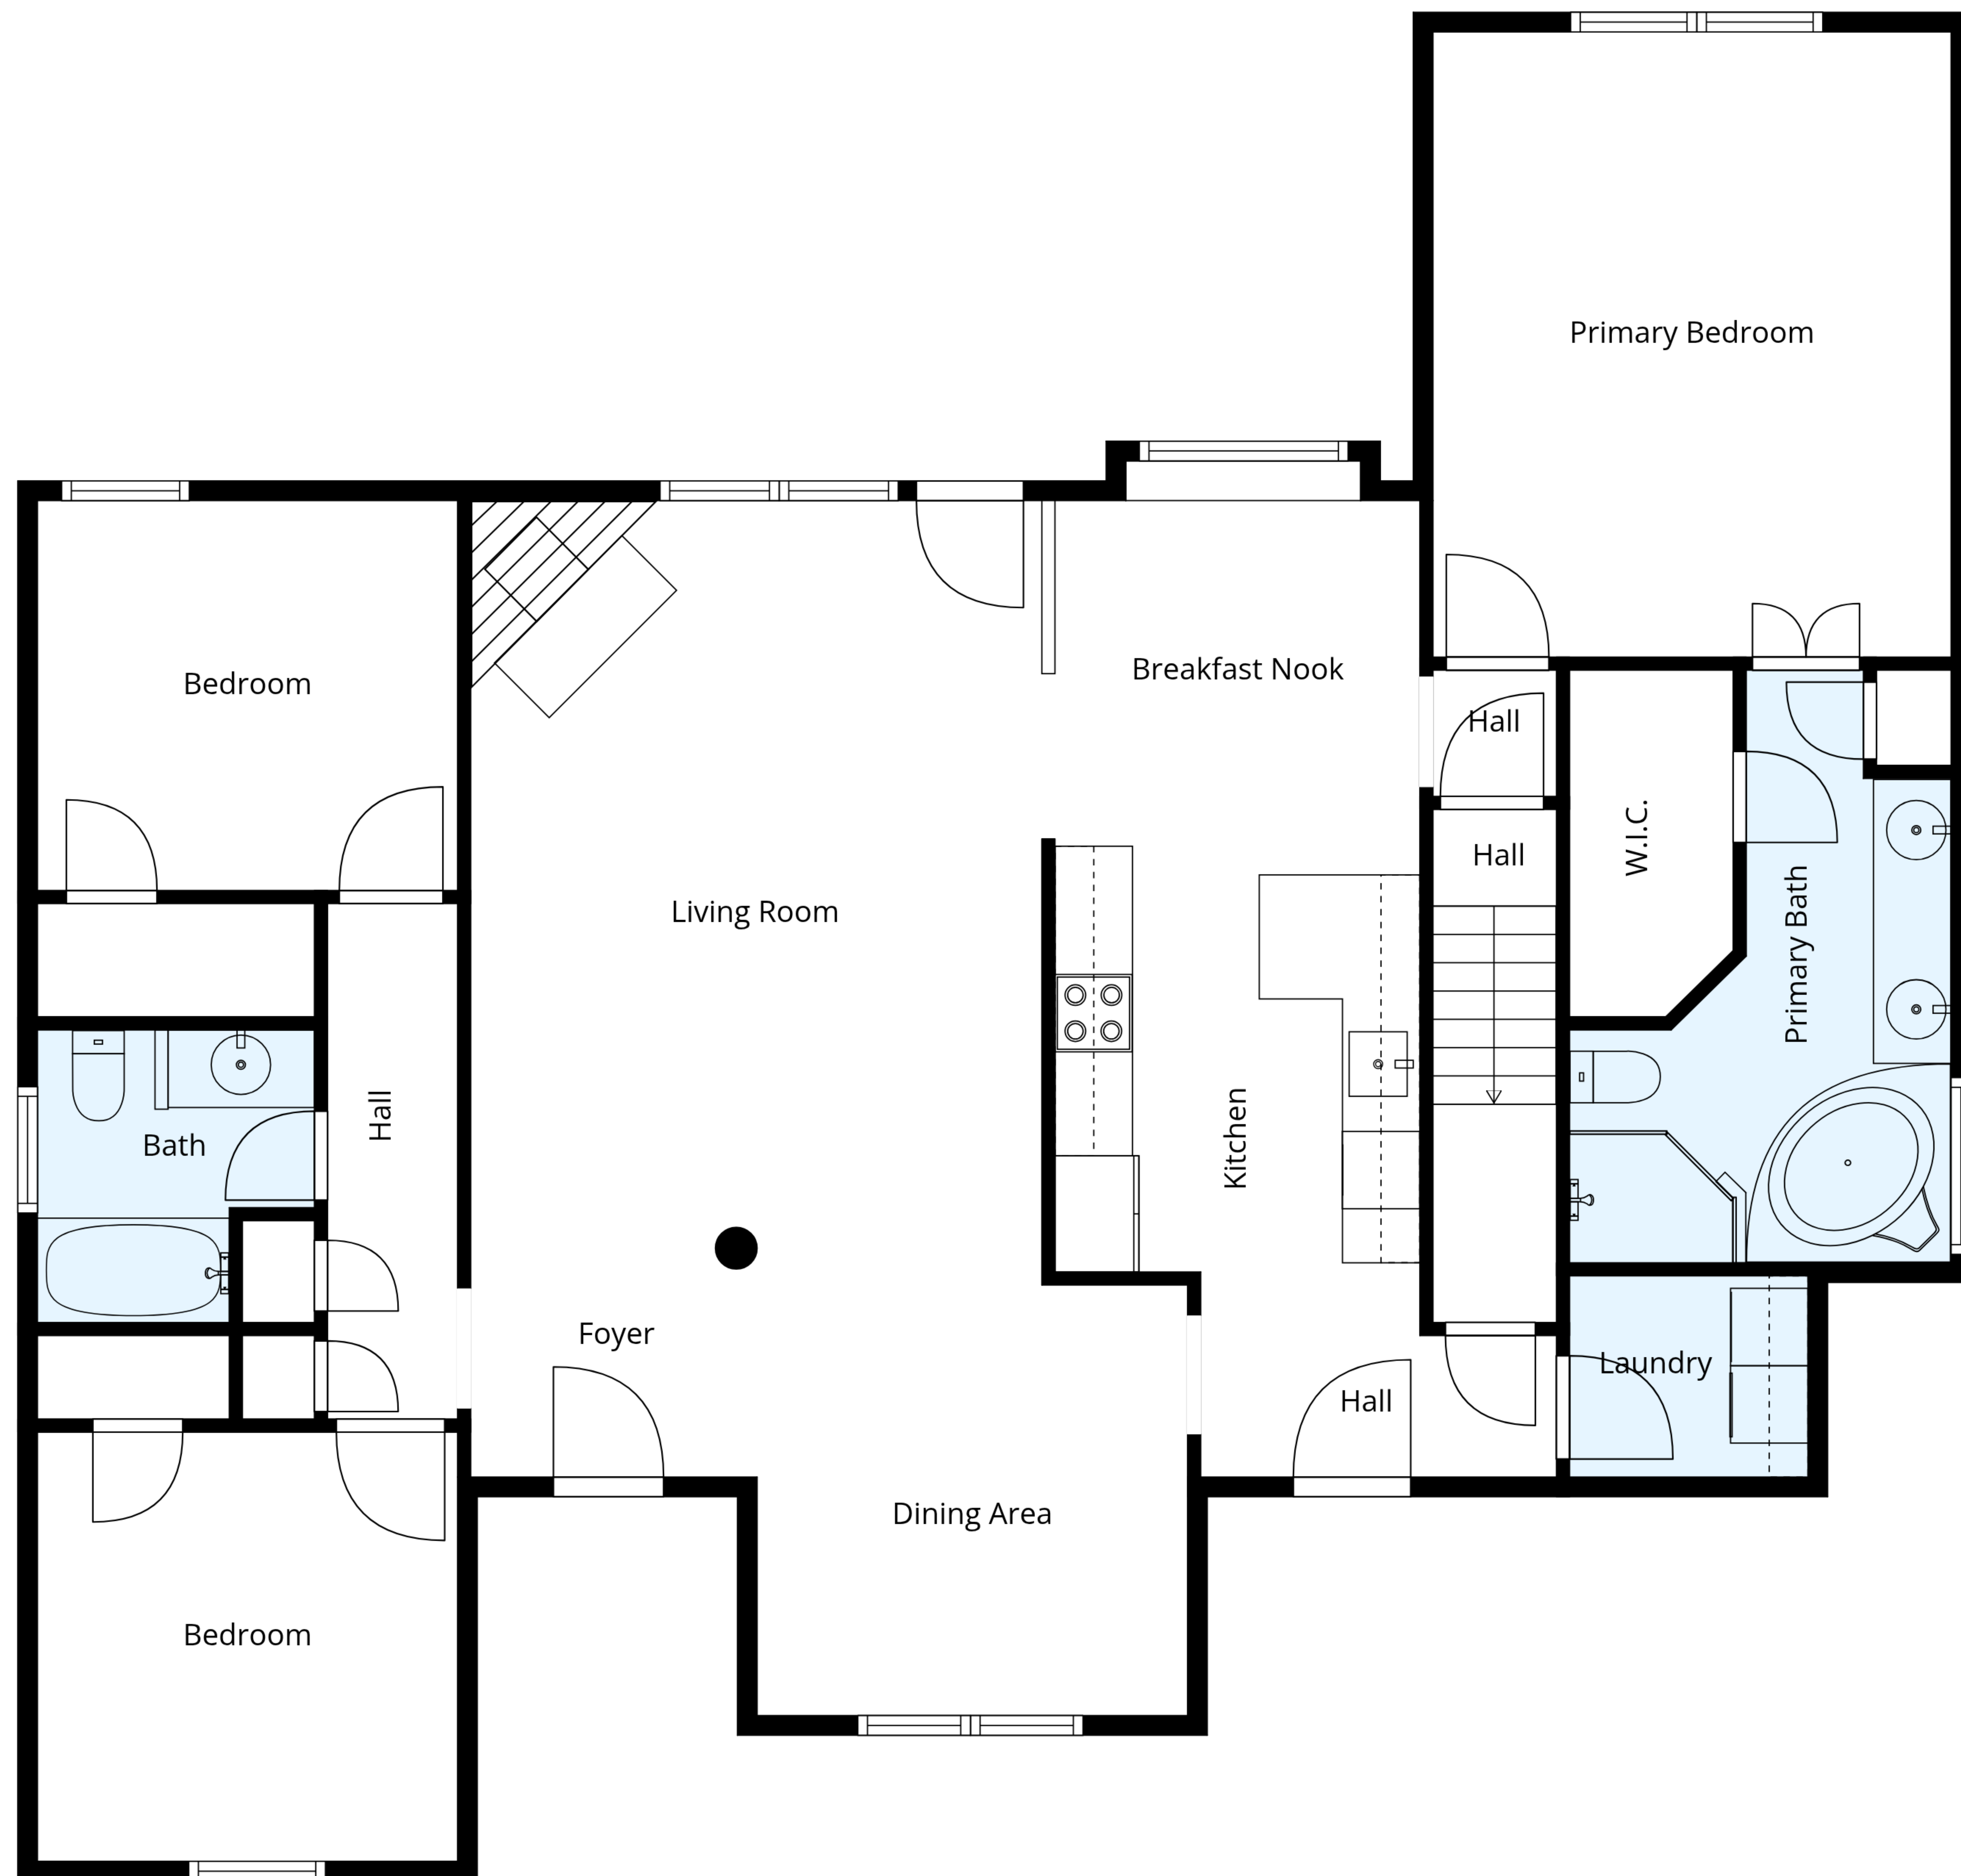 Primary Bedroom
Breakfast Nook
Bedroom
Hall
W.I.C.
Hall
Living Room
Primary Bath
Hall
Kitchen
Bath
Foyer
Laundry
Hall
Dining Area
Bedroom